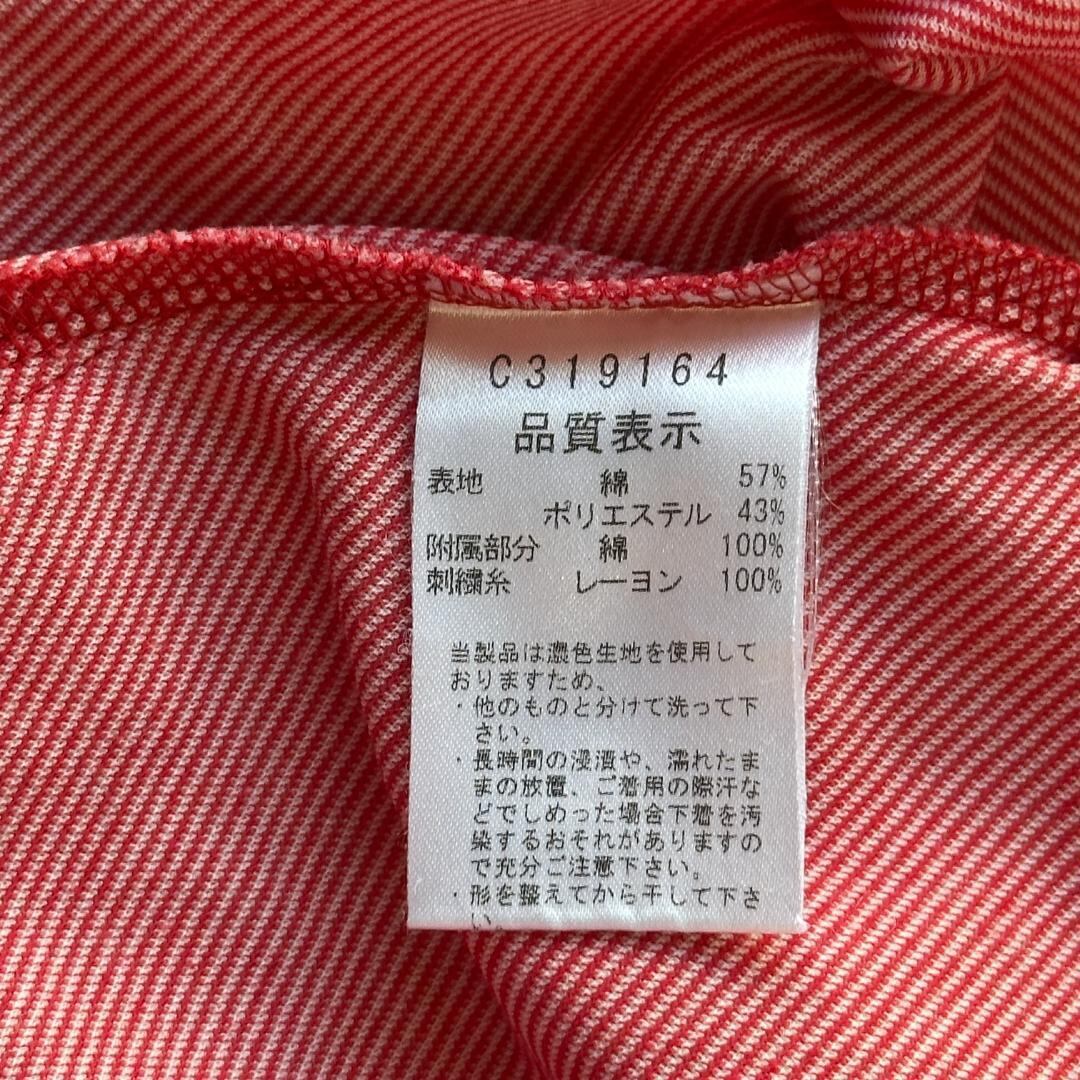 C319164
品質表示
表地 綿 57%
ポリエステル 43%
附属部分 綿 100%
刺繍糸 レーヨン 100%
当製品は濃色生地を使用して
おりますため、
・他のものと分けて洗って下
さい。
・長時間の浸漬や、濡れたま
まの放置、ご着用の際汗な
どでしめった場合下着を汚
染するおそれがありますの
で充分ご注意下さい。
・形を整えてから干して下さ
い。